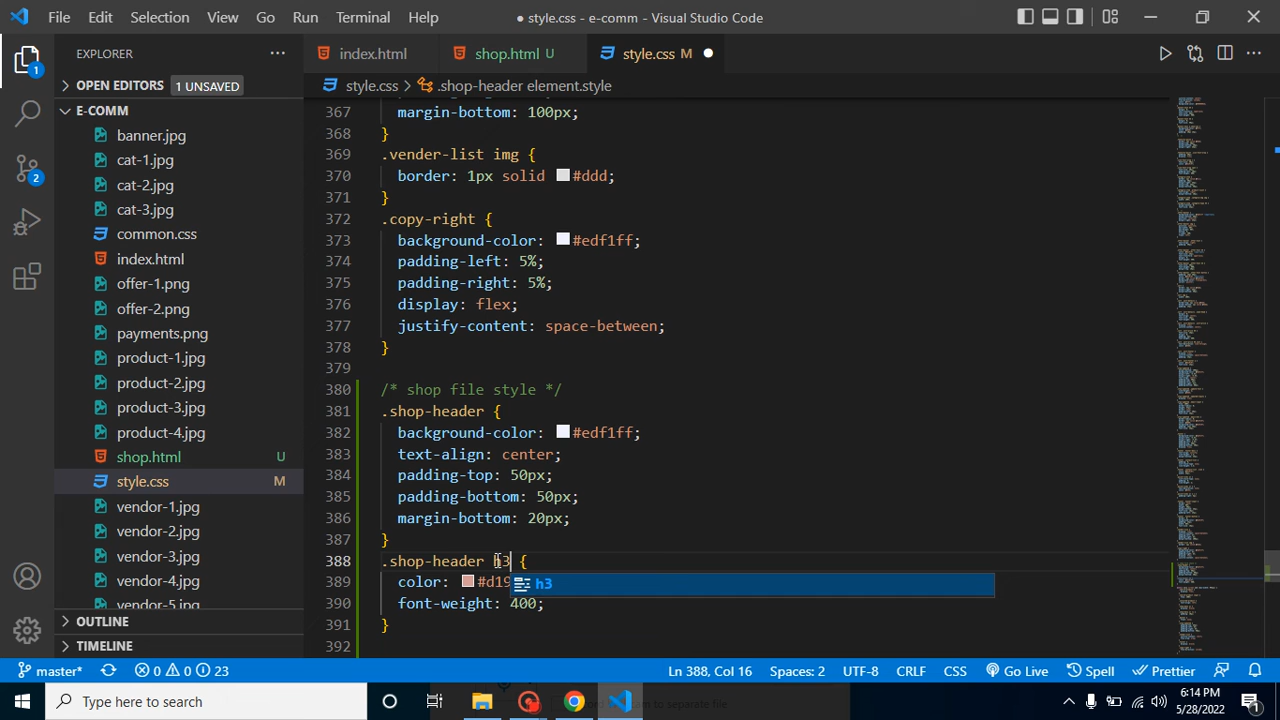 File Edit Selection View Go Run Terminal Help
● style.css - e-comm - Visual Studio Code
EXPLORER
index.html
shop.html U
style.css M
1
OPEN EDITORS 1 UNSAVED
style.css > .shop-header element.style
E-COMM
banner.jpg
cat-1.jpg
cat-2.jpg
cat-3.jpg
common.css
index.html
offer-1.png
offer-2.png
payments.png
product-1.jpg
product-2.jpg
product-3.jpg
product-4.jpg
shop.html U
style.css M
vendor-1.jpg
vendor-2.jpg
vendor-3.jpg
vendor-4.jpg
vendor-5.jpg
OUTLINE
TIMELINE
2
367 margin-bottom: 100px;
368 }
369 .vender-list img {
370 border: 1px solid #ddd;
371 }
372 .copy-right {
373 background-color: #edf1ff;
374 padding-left: 5%;
375 padding-right: 5%;
376 display: flex;
377 justify-content: space-between;
378 }
379
380 /* shop file style */
381 .shop-header {
382 background-color: #edf1ff;
383 text-align: center;
384 padding-top: 50px;
385 padding-bottom: 50px;
386 margin-bottom: 20px;
387 }
388 .shop-header h3 {
389 color: #d19
h3
390 font-weight: 400;
391 }
392
master* 0 0 23
Ln 388, Col 16 Spaces: 2 UTF-8 CRLF CSS Go Live Spell Prettier
Type here to search
6:14 PM
5/28/2022
1